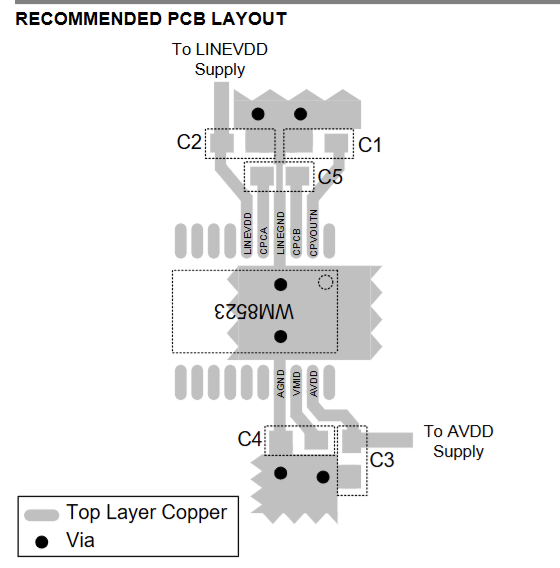 RECOMMENDED PCB LAYOUT
To LINEVDD
Supply
C2
C1
C5
LINEVDD
CPCA
LINEGND
CPCB
CPVOUTN
WM8523
AGND
VMID
AVDD
C4
To AVDD
Supply
C3
Top Layer Copper
Via